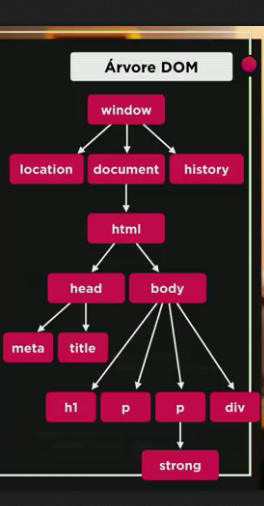 Árvore DOM
window
location document history
html
head body
meta title
h1 p p div
strong